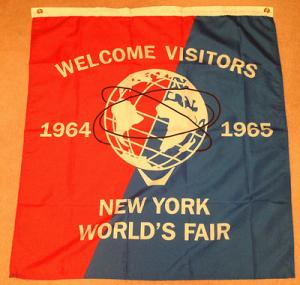 WELCOME VISITORS
1964 1965
NEW YORK
WORLD'S FAIR